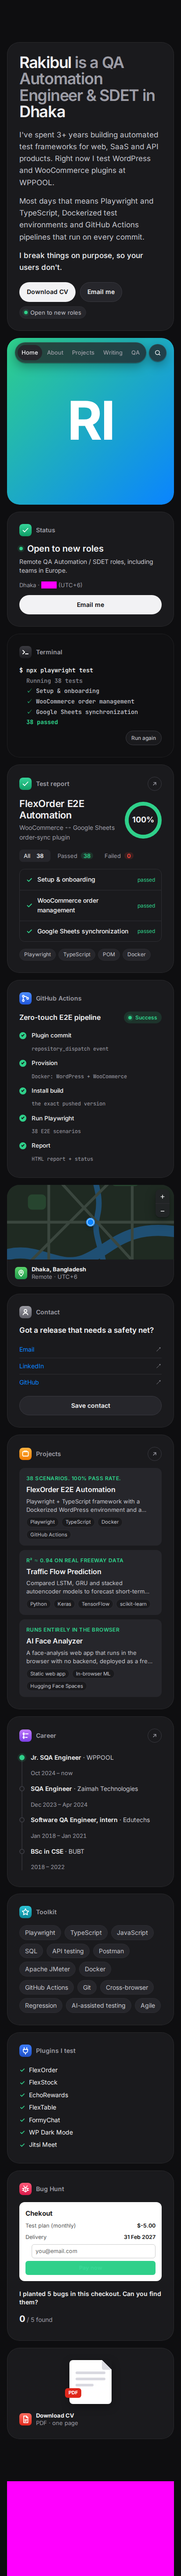 Rakibul is a QA
Automation
Engineer & SDET in
Dhaka
I've spent 3+ years building automated
test frameworks for web, SaaS and API
products. Right now I test WordPress
and WooCommerce plugins at
WPPOOL.
Most days that means Playwright and
TypeScript, Dockerized test
environments and GitHub Actions
pipelines that run on every commit.
I break things on purpose, so your
users don't.
Download CV
Email me
Open to new roles
Home
About
Projects
Writing
QA
RI
Status
Open to new roles
Remote QA Automation / SDET roles, including
teams in Europe.
Dhaka ·
(UTC+6)
Email me
Terminal
$ npx playwright test
Running 38 tests
✓ Setup & onboarding
✓ WooCommerce order management
✓ Google Sheets synchronization
38 passed
Run again
Test report
FlexOrder E2E
Automation
WooCommerce ↔ Google Sheets
order-sync plugin
100%
All 38
Passed 38
Failed 0
Setup & onboarding passed
WooCommerce order
management passed
Google Sheets synchronization passed
Playwright
TypeScript
POM
Docker
GitHub Actions
Zero-touch E2E pipeline
Success
Plugin commit
repository_dispatch event
Provision
Docker: WordPress + WooCommerce
Install build
the exact pushed version
Run Playwright
38 E2E scenarios
Report
HTML report + status
+
−
Dhaka, Bangladesh
Remote · UTC+6
Contact
Got a release that needs a safety net?
Email
LinkedIn
GitHub
Save contact
Projects
38 SCENARIOS. 100% PASS RATE.
FlexOrder E2E Automation
Playwright + TypeScript framework with a
Dockerized WordPress environment and a…
Playwright
TypeScript
Docker
GitHub Actions
R² ≈ 0.94 ON REAL FREEWAY DATA
Traffic Flow Prediction
Compared LSTM, GRU and stacked
autoencoder models to forecast short-term…
Python
Keras
TensorFlow
scikit-learn
RUNS ENTIRELY IN THE BROWSER
AI Face Analyzer
A face-analysis web app that runs in the
browser with no backend, deployed as a fre…
Static web app
In-browser ML
Hugging Face Spaces
Career
Jr. SQA Engineer · WPPOOL
Oct 2024 – now
SQA Engineer · Zaimah Technologies
Dec 2023 – Apr 2024
Software QA Engineer, intern · Edutechs
Jan 2018 – Jan 2021
BSc in CSE · BUBT
2018 – 2022
Toolkit
Playwright
TypeScript
JavaScript
SQL
API testing
Postman
Apache JMeter
Docker
GitHub Actions
Git
Cross-browser
Regression
AI-assisted testing
Agile
Plugins I test
FlexOrder
FlexStock
EchoRewards
FlexTable
FormyChat
WP Dark Mode
Jitsi Meet
Bug Hunt
Chekout
Test plan (monthly) $-5.00
Delivery 31 Feb 2027
you@email.com
I planted 5 bugs in this checkout. Can you find
them?
0 / 5 found
PDF
Download CV
PDF · one page